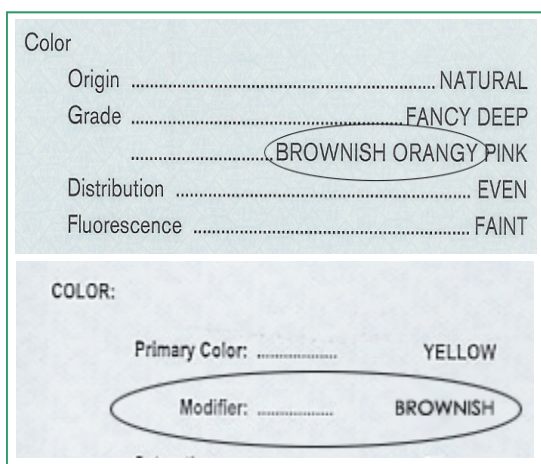 Color
Origin ................................................ NATURAL
Grade .......................................... FANCY DEEP
...................... BROWNISH ORANGY PINK
Distribution .............................................. EVEN
Fluorescence ........................................... FAINT
COLOR:
Primary Color: .................. YELLOW
Modifier: ................. BROWNISH